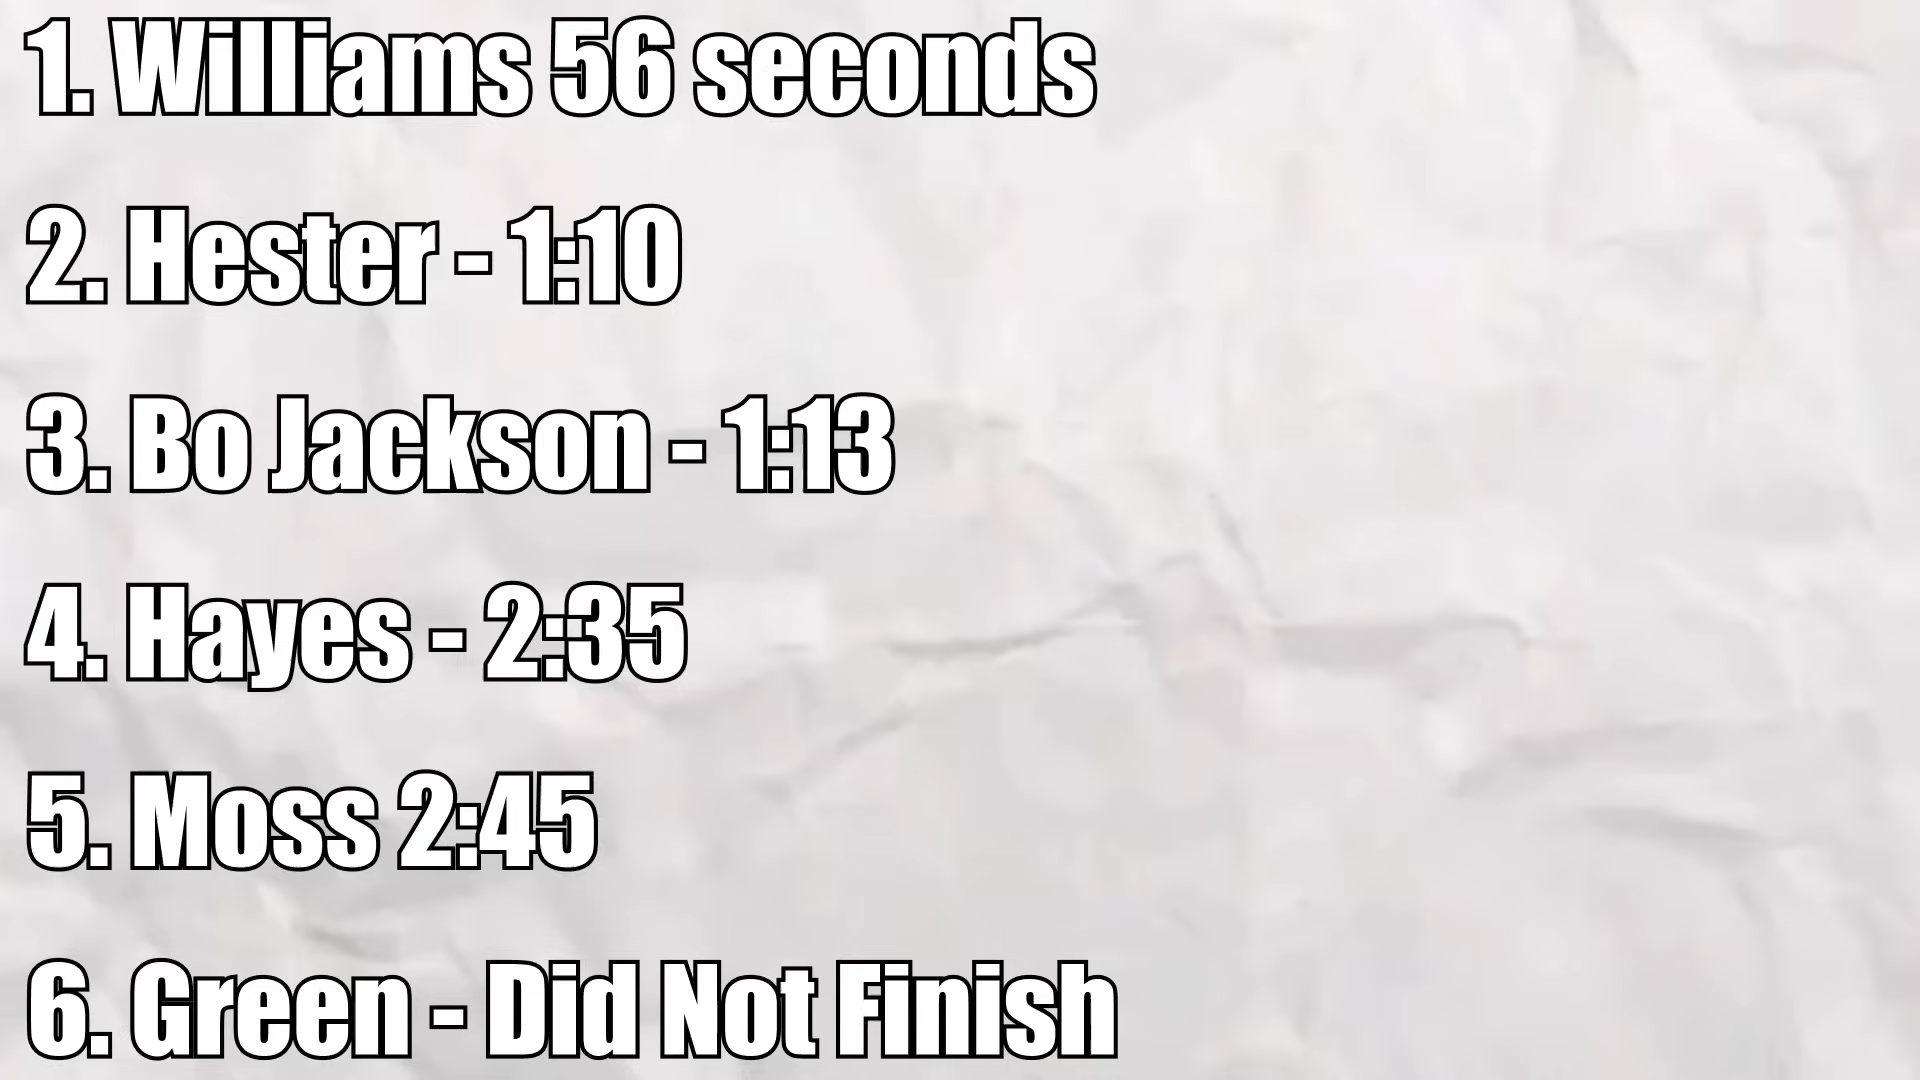 1. Williams 56 seconds
2. Hester - 1:10
3. Bo Jackson - 1:13
4. Hayes - 2:35
5. Moss 2:45
6. Green - Did Not Finish